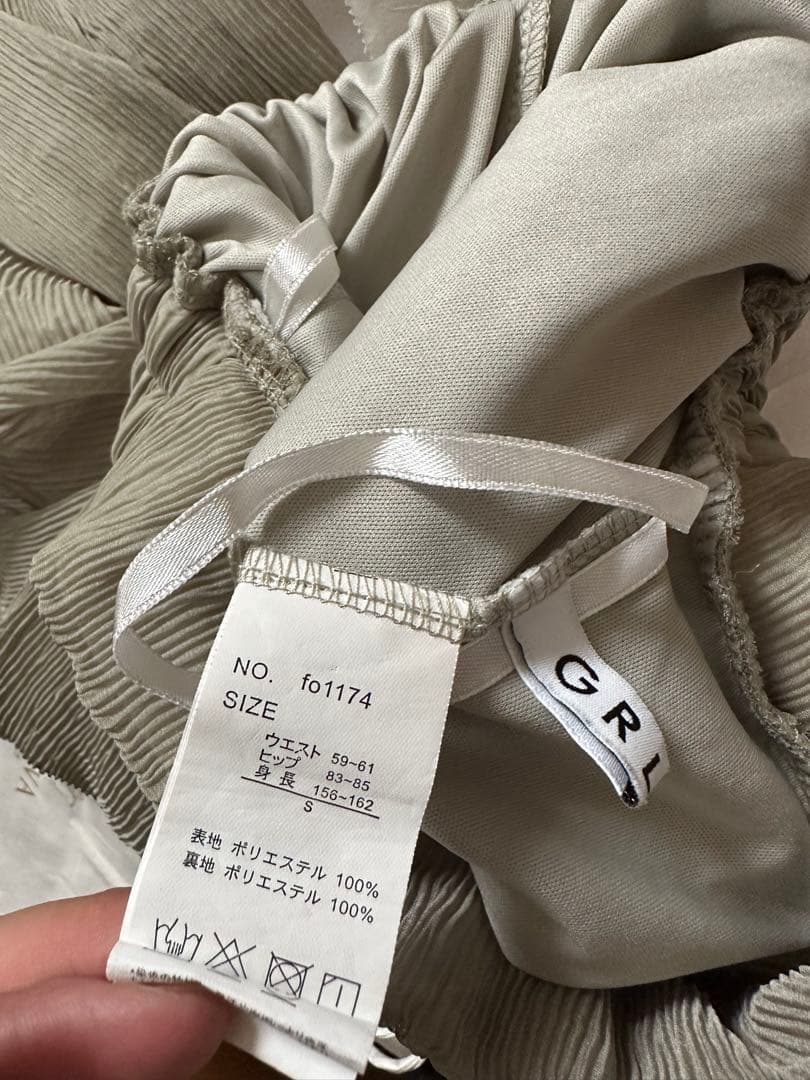 NO. fo1174
SIZE
ウエスト 59~61
ヒップ 83~85
身長 156~162
S
表地 ポリエステル 100%
裏地 ポリエステル 100%
GRL